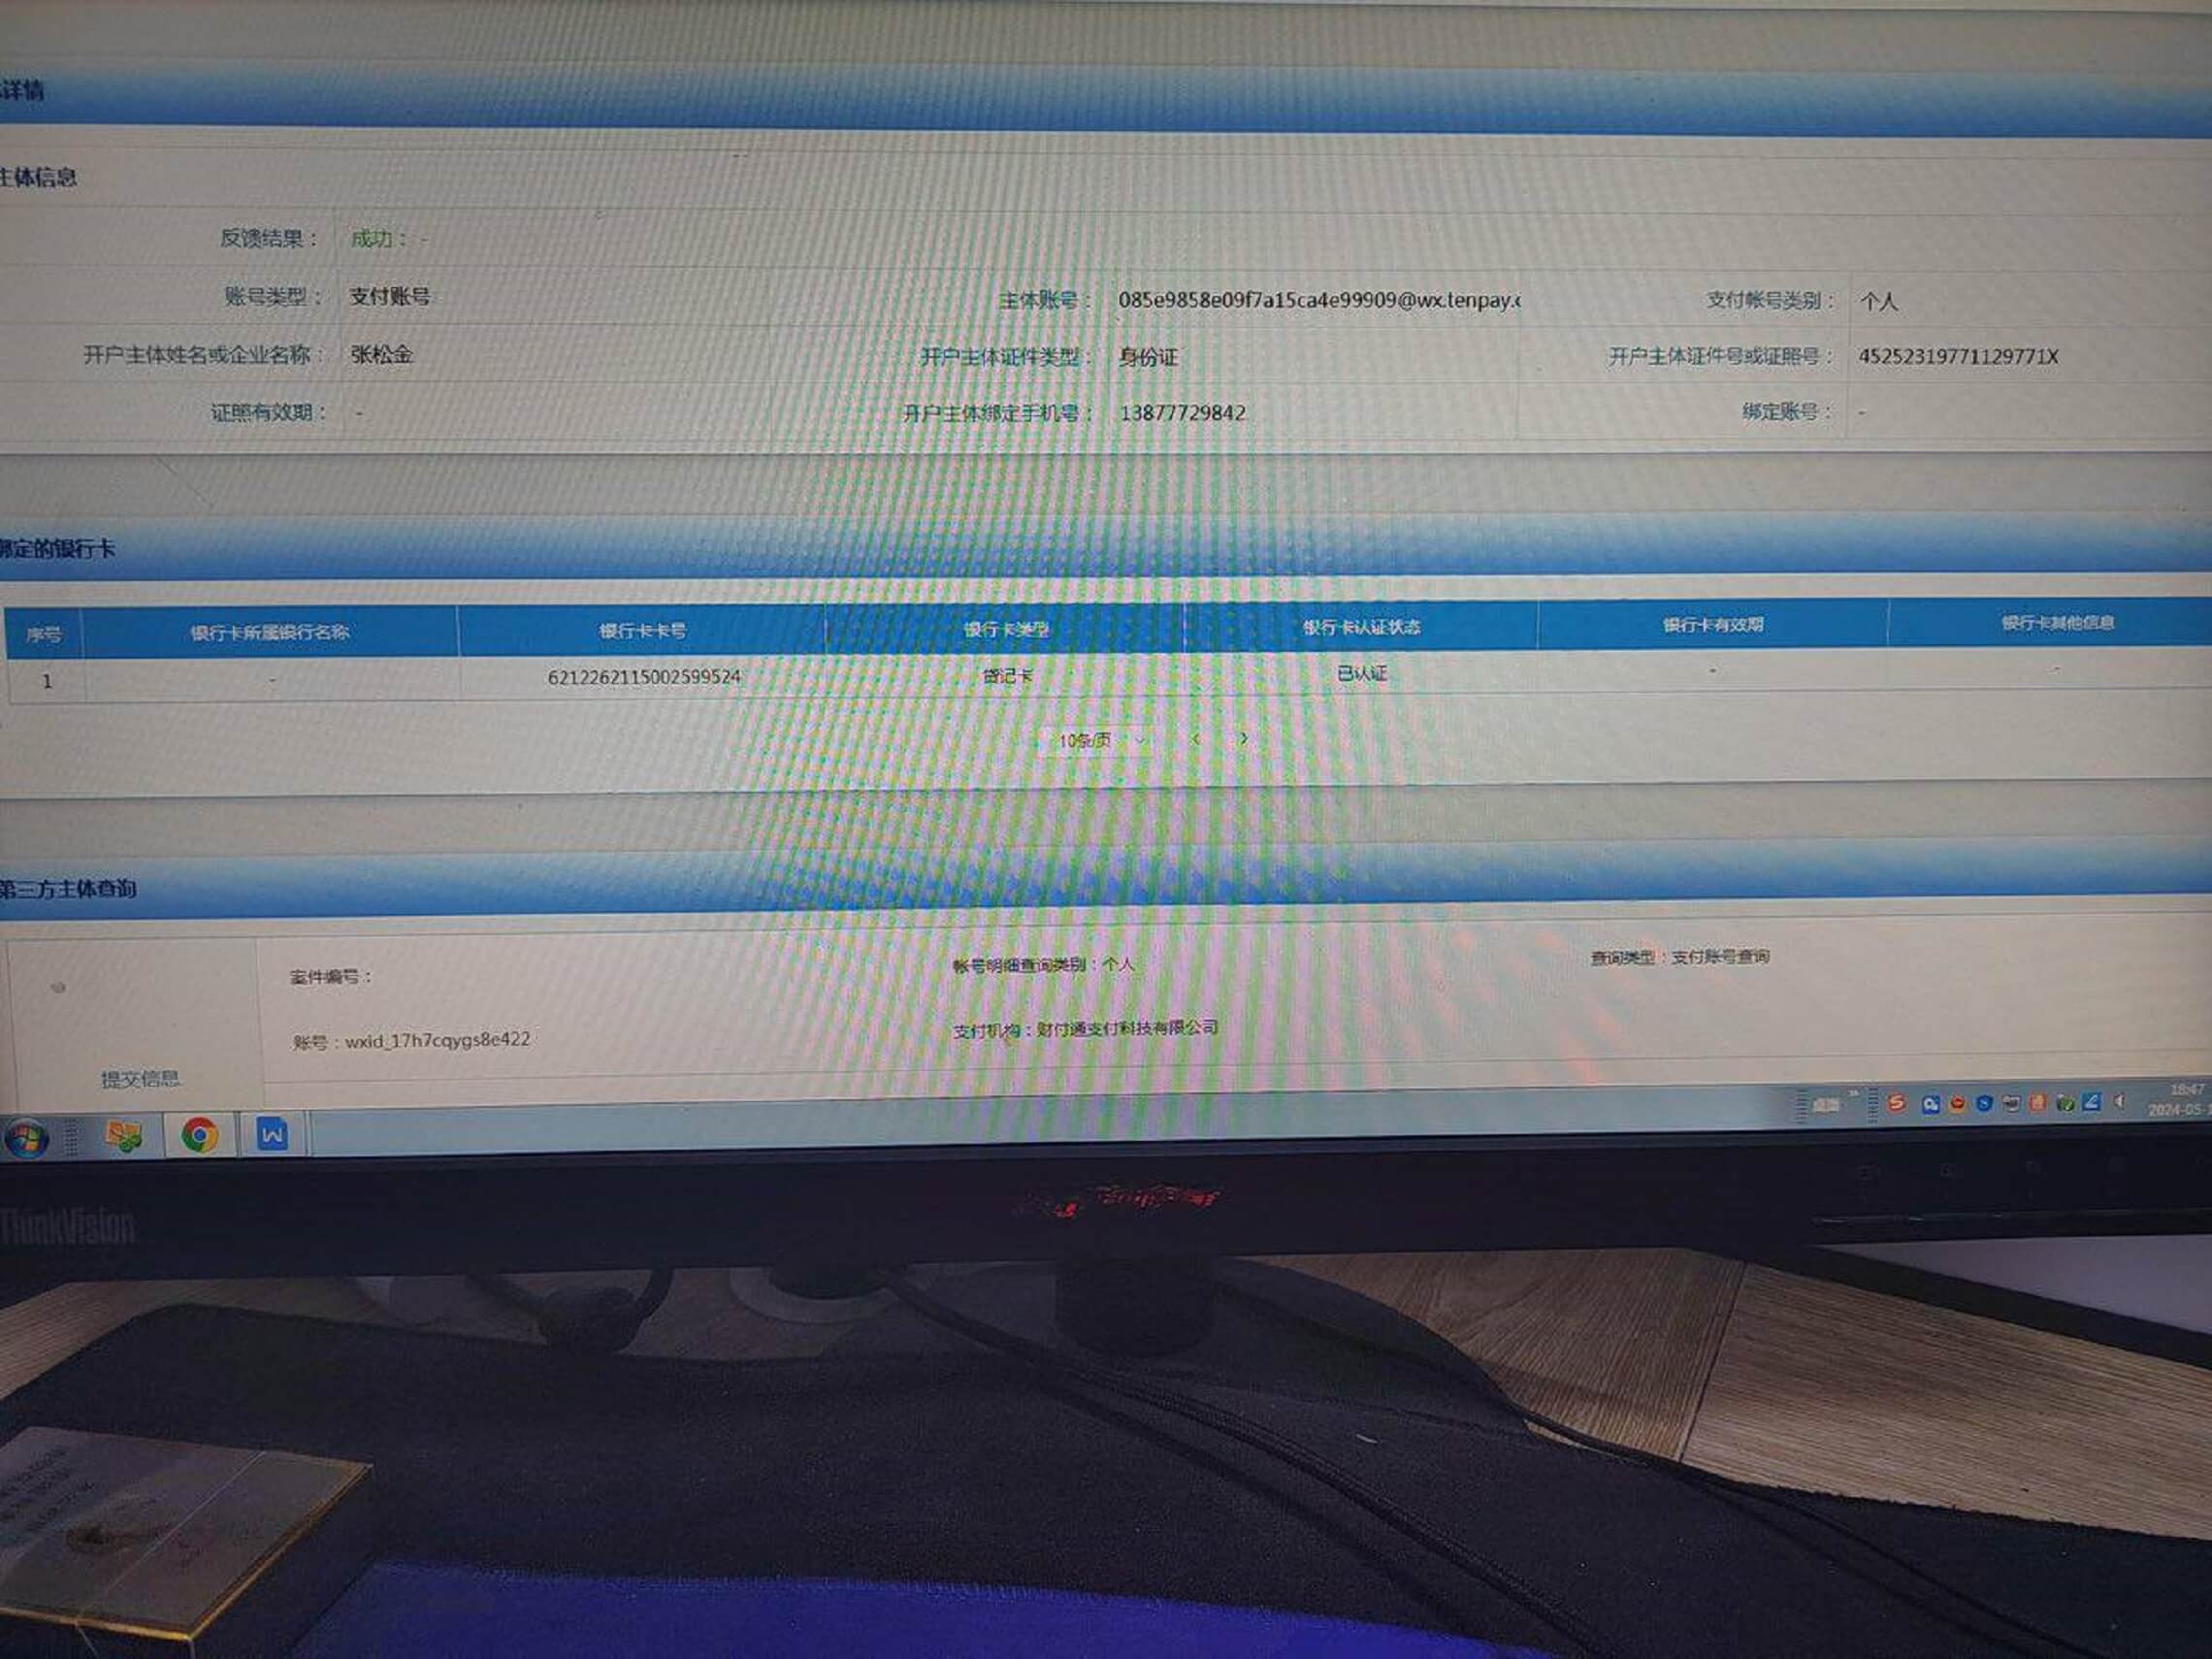 详情
主体信息
反馈结果： 成功： -
账号类型： 支付账号 主体账号： 085e9858e09f7a15ca4e99909@wx.tenpay.c 支付帐号类别： 个人
开户主体姓名或企业名称： 张松金 开户主体证件类型： 身份证 开户主体证件号或证照号： 45252319771129771X
证照有效期： - 开户主体绑定手机号： 13877729842 绑定账号： -
绑定的银行卡
序号 银行卡所属银行名称 银行卡卡号 银行卡类型 银行卡认证状态 银行卡有效期 银行卡其他信息
1 - 6212262115002599524 贷记卡 已认证 - -
10条/页
第三方主体查询
案件编号： 帐号明细查询类别：个人 查询类型：支付账号查询
账号：wxid_17h7cqygs8e422 支付机构：财付通支付科技有限公司
提交信息
18:47
2024-05-
ThinkVision